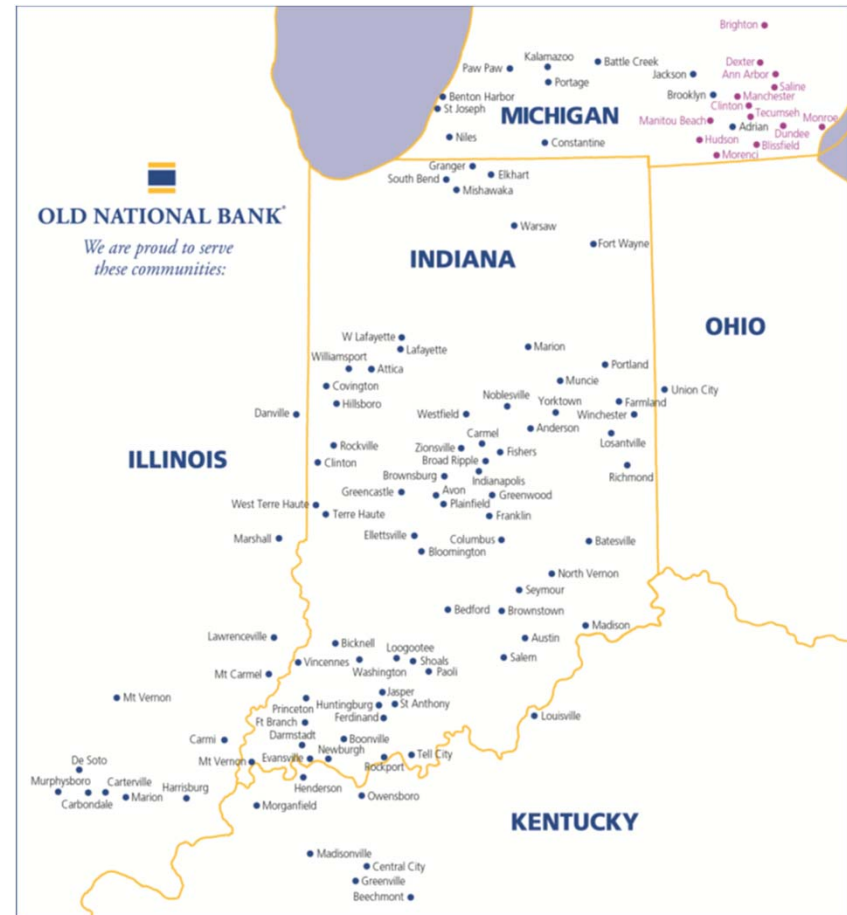 Brighton
Kalamazoo
Battle Creek
Paw Paw
Dexter
Jackson
Ann Arbor
Portage
Saline
Benton Harbor
Brooklyn
Manchester
St Joseph
Clinton
MICHIGAN
Tecumseh
Manitou Beach
Monroe
Adrian
Dundee
Niles
Constantine
Hudson
Blissfield
Morenci
Granger
South Bend
Elkhart
Mishawaka
OLD NATIONAL BANK®
We are proud to serve
these communities:
Warsaw
Fort Wayne
INDIANA
OHIO
W Lafayette
Lafayette
Marion
Williamsport
Attica
Portland
Covington
Muncie
Union City
Hillsboro
Noblesville
Yorktown
Farmland
Danville
Westfield
Winchester
Anderson
Carmel
Losantville
Rockville
Zionsville
Fishers
ILLINOIS
Clinton
Broad Ripple
Brownsburg
Indianapolis
Richmond
Greencastle
Avon
Greenwood
West Terre Haute
Plainfield
Terre Haute
Franklin
Marshall
Ellettsville
Columbus
Batesville
Bloomington
North Vernon
Seymour
Bedford
Brownstown
Madison
Lawrenceville
Bicknell
Austin
Loogootee
Vincennes
Shoals
Salem
Washington
Paoli
Mt Carmel
Mt Vernon
Jasper
Princeton
Huntingburg
St Anthony
Ft Branch
Ferdinand
Louisville
Darmstadt
Carmi
Boonville
Newburgh
Tell City
De Soto
Mt Vernon
Evansville
Rockport
Murphysboro
Carterville
Harrisburg
Henderson
Marion
Carbondale
Morganfield
Owensboro
KENTUCKY
Madisonville
Central City
Greenville
Beechmont